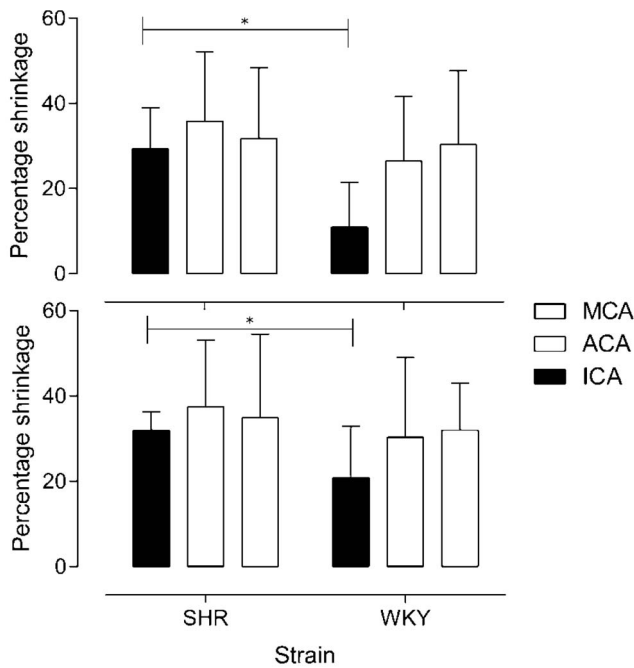 60
*
40
20
0
Percentage shrinkage
60
*
40
20
0
Percentage shrinkage
MCA
ACA
ICA
SHR WKY
Strain